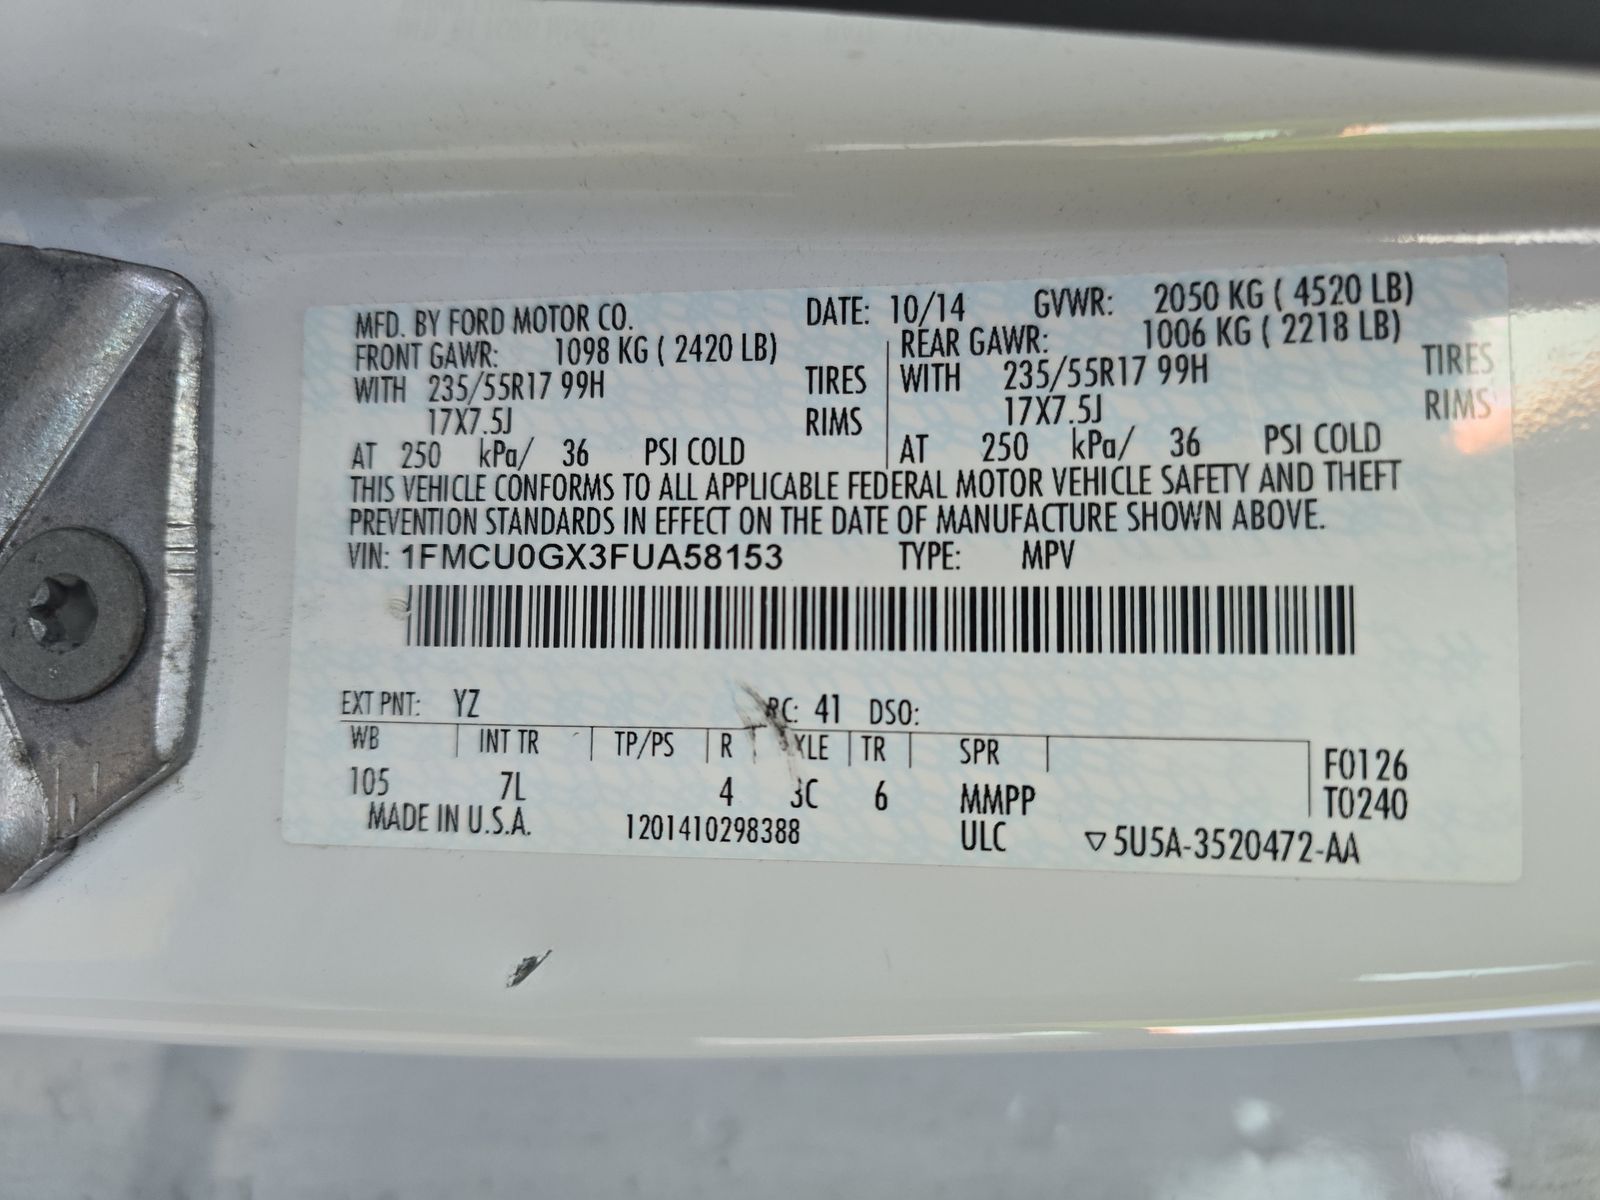 MFD. BY FORD MOTOR CO. DATE: 10/14 GVWR: 2050 KG ( 4520 LB)
FRONT GAWR: 1098 KG ( 2420 LB) REAR GAWR: 1006 KG ( 2218 LB)
WITH 235/55R17 99H TIRES WITH 235/55R17 99H TIRES
17X7.5J RIMS 17X7.5J RIMS
AT 250 kPa/ 36 PSI COLD AT 250 kPa/ 36 PSI COLD
THIS VEHICLE CONFORMS TO ALL APPLICABLE FEDERAL MOTOR VEHICLE SAFETY AND THEFT
PREVENTION STANDARDS IN EFFECT ON THE DATE OF MANUFACTURE SHOWN ABOVE.
VIN: 1FMCU0GX3FUA58153 TYPE: MPV
EXT PNT: YZ RC: 41 DSO:
WB INT TR TP/PS R TR SPR F0126
105 7L 4 3C 6 MMPP T0240
MADE IN U.S.A. 1201410298388 ULC ▽5U5A-3520472-AA